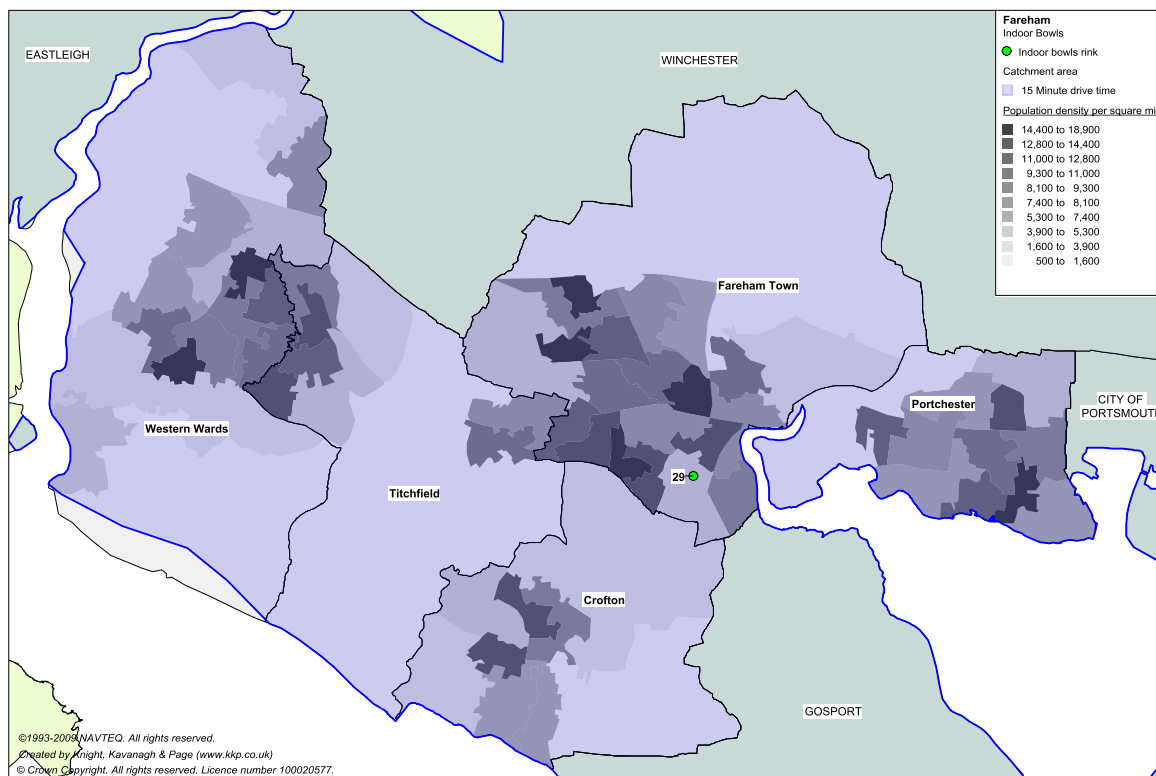 Fareham
Indoor Bowls
Indoor bowls rink
Catchment area
15 Minute drive time
Population density per square mi
14,400 to 18,900
12,800 to 14,400
11,000 to 12,800
9,300 to 11,000
8,100 to 9,300
7,400 to 8,100
5,300 to 7,400
3,900 to 5,300
1,600 to 3,900
500 to 1,600
EASTLEIGH
WINCHESTER
Fareham Town
Portchester
CITY OF
PORTSMOUT
Western Wards
29
Titchfield
Crofton
GOSPORT
©1993-2009 NAVTEQ. All rights reserved.
Created by Knight, Kavanagh & Page (www.kkp.co.uk)
© Crown Copyright. All rights reserved. Licence number 100020577.